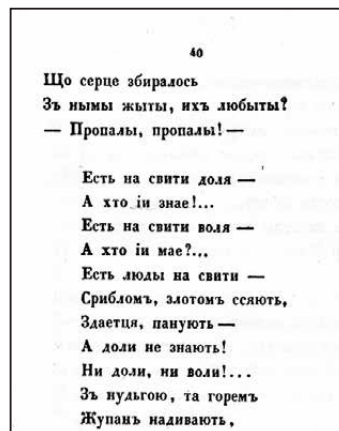 40
Що серце збиралось
Зъ нымы жыты, ихъ любыты?
— Пропалы, пропалы! —
Есть на свити доля —
А хто іи знае!...
Есть на свити воля —
А хто іи мае?...
Есть люды на свити —
Срибломъ, злотомъ ссяють,
Здаетця, панують —
А доли не знають!
Ни доли, ни воли!...
Зъ нудьгою, та горемъ
Жупанъ надивають,